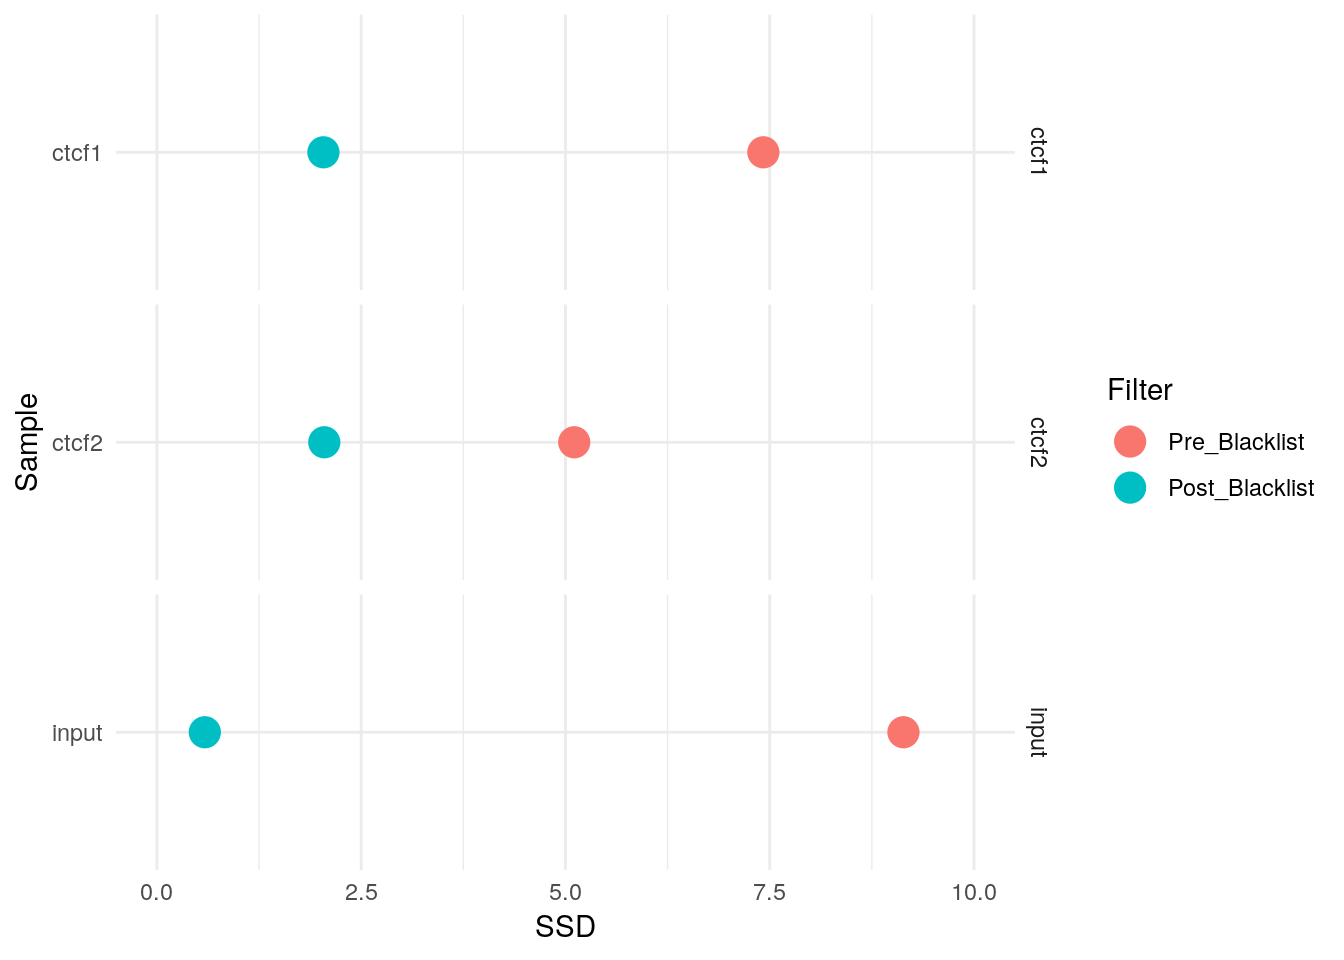 Sample
ctcf1
ctcf1
ctcf2
ctcf2
input
input
0.0 2.5 5.0 7.5 10.0
SSD
Filter
Pre_Blacklist
Post_Blacklist